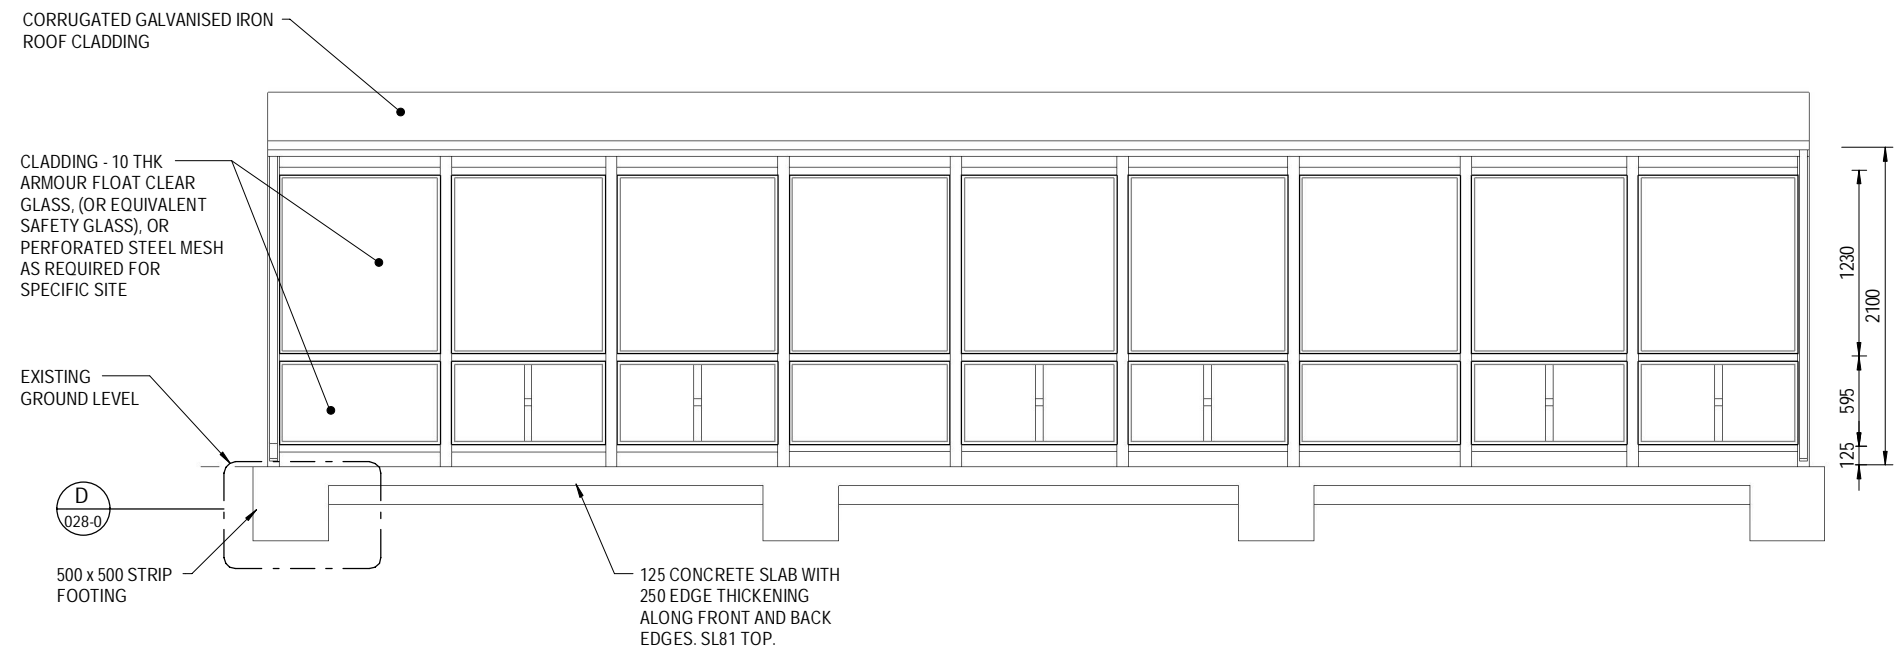 CORRUGATED GALVANISED IRON
ROOF CLADDING
CLADDING - 10 THK
ARMOUR FLOAT CLEAR
GLASS, (OR EQUIVALENT
SAFETY GLASS), OR
PERFORATED STEEL MESH
AS REQUIRED FOR
SPECIFIC SITE
EXISTING
GROUND LEVEL
D
028-0
500 x 500 STRIP
FOOTING
125 CONCRETE SLAB WITH
250 EDGE THICKENING
ALONG FRONT AND BACK
EDGES. SL81 TOP.
1230
2100
595
125